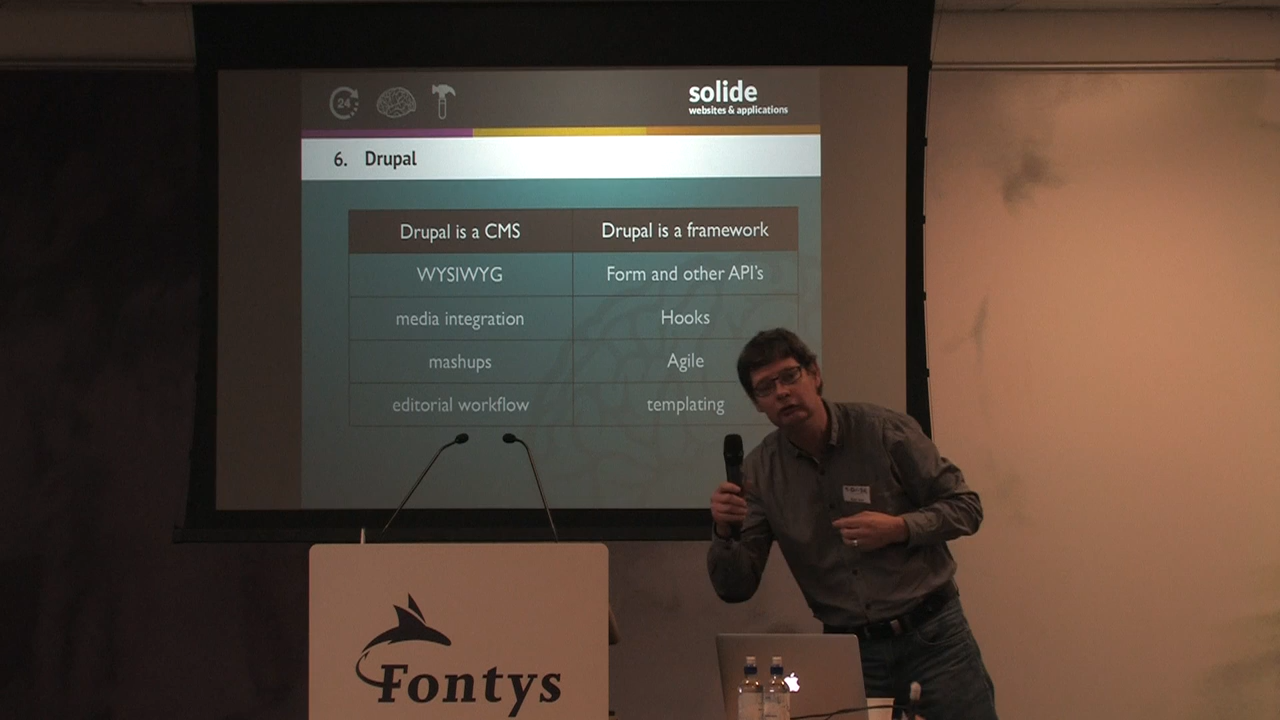 24
solide
websites & applications
6. Drupal
Drupal is a CMS
Drupal is a framework
WYSIWYG
Form and other API's
media integration
Hooks
mashups
Agile
editorial workflow
templating
Fontys